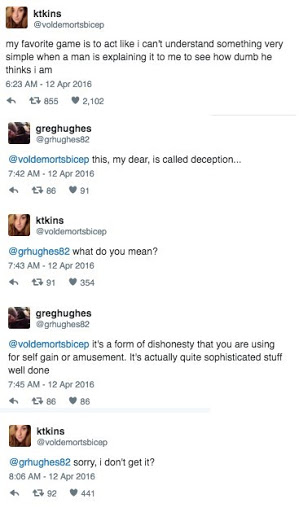 ktkins
@voldemortsbicep
my favorite game is to act like i can't understand something very
simple when a man is explaining it to me to see how dumb he
thinks i am
6:23 AM - 12 Apr 2016
855 2,102
greghughes
@grhughes82
@voldemortsbicep this, my dear, is called deception...
7:42 AM - 12 Apr 2016
86 91
ktkins
@voldemortsbicep
@grhughes82 what do you mean?
7:43 AM - 12 Apr 2016
91 354
greghughes
@grhughes82
@voldemortsbicep it's a form of dishonesty that you are using
for self gain or amusement. It's actually quite sophisticated stuff
well done
7:45 AM - 12 Apr 2016
86 86
ktkins
@voldemortsbicep
@grhughes82 sorry, i don't get it?
8:06 AM - 12 Apr 2016
92 441